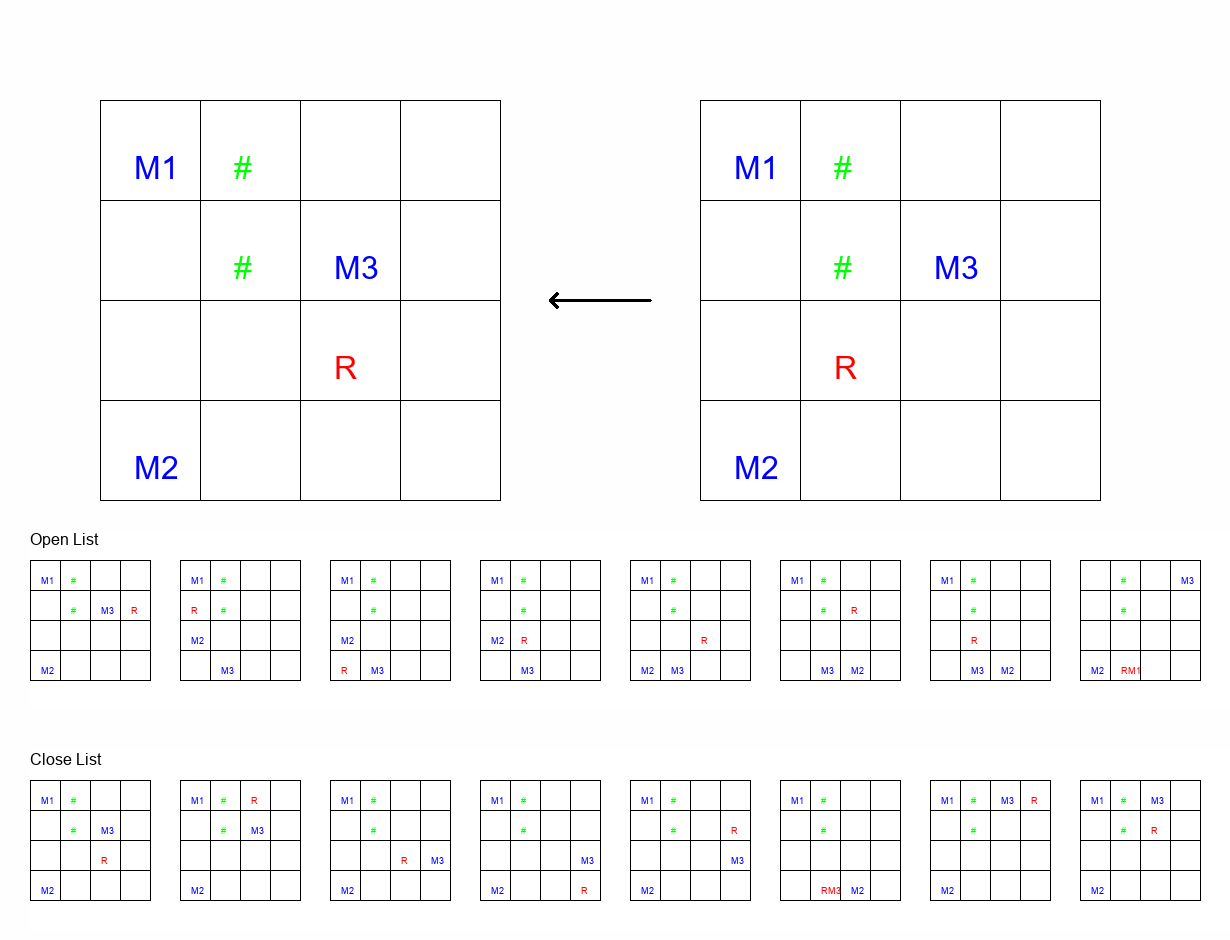 M1 # M1 #
# M3 # M3
R R
M2 M2
Open List
M1 # M1 # M1 # M1 # M1 # M1 # M1 # # M3
# M3 R R # # # # # R # #
M2 M2 M2 R R R
M2 M3 R M3 M3 M2 M3 M3 M2 M3 M2 M2 RM1
Close List
M1 # M1 # R M1 # M1 # M1 # M1 # M1 # M3 R M1 # M3
# M3 # M3 # # # R # # # R
R R M3 M3 M3
M2 M2 M2 M2 R M2 RM3 M2 M2 M2